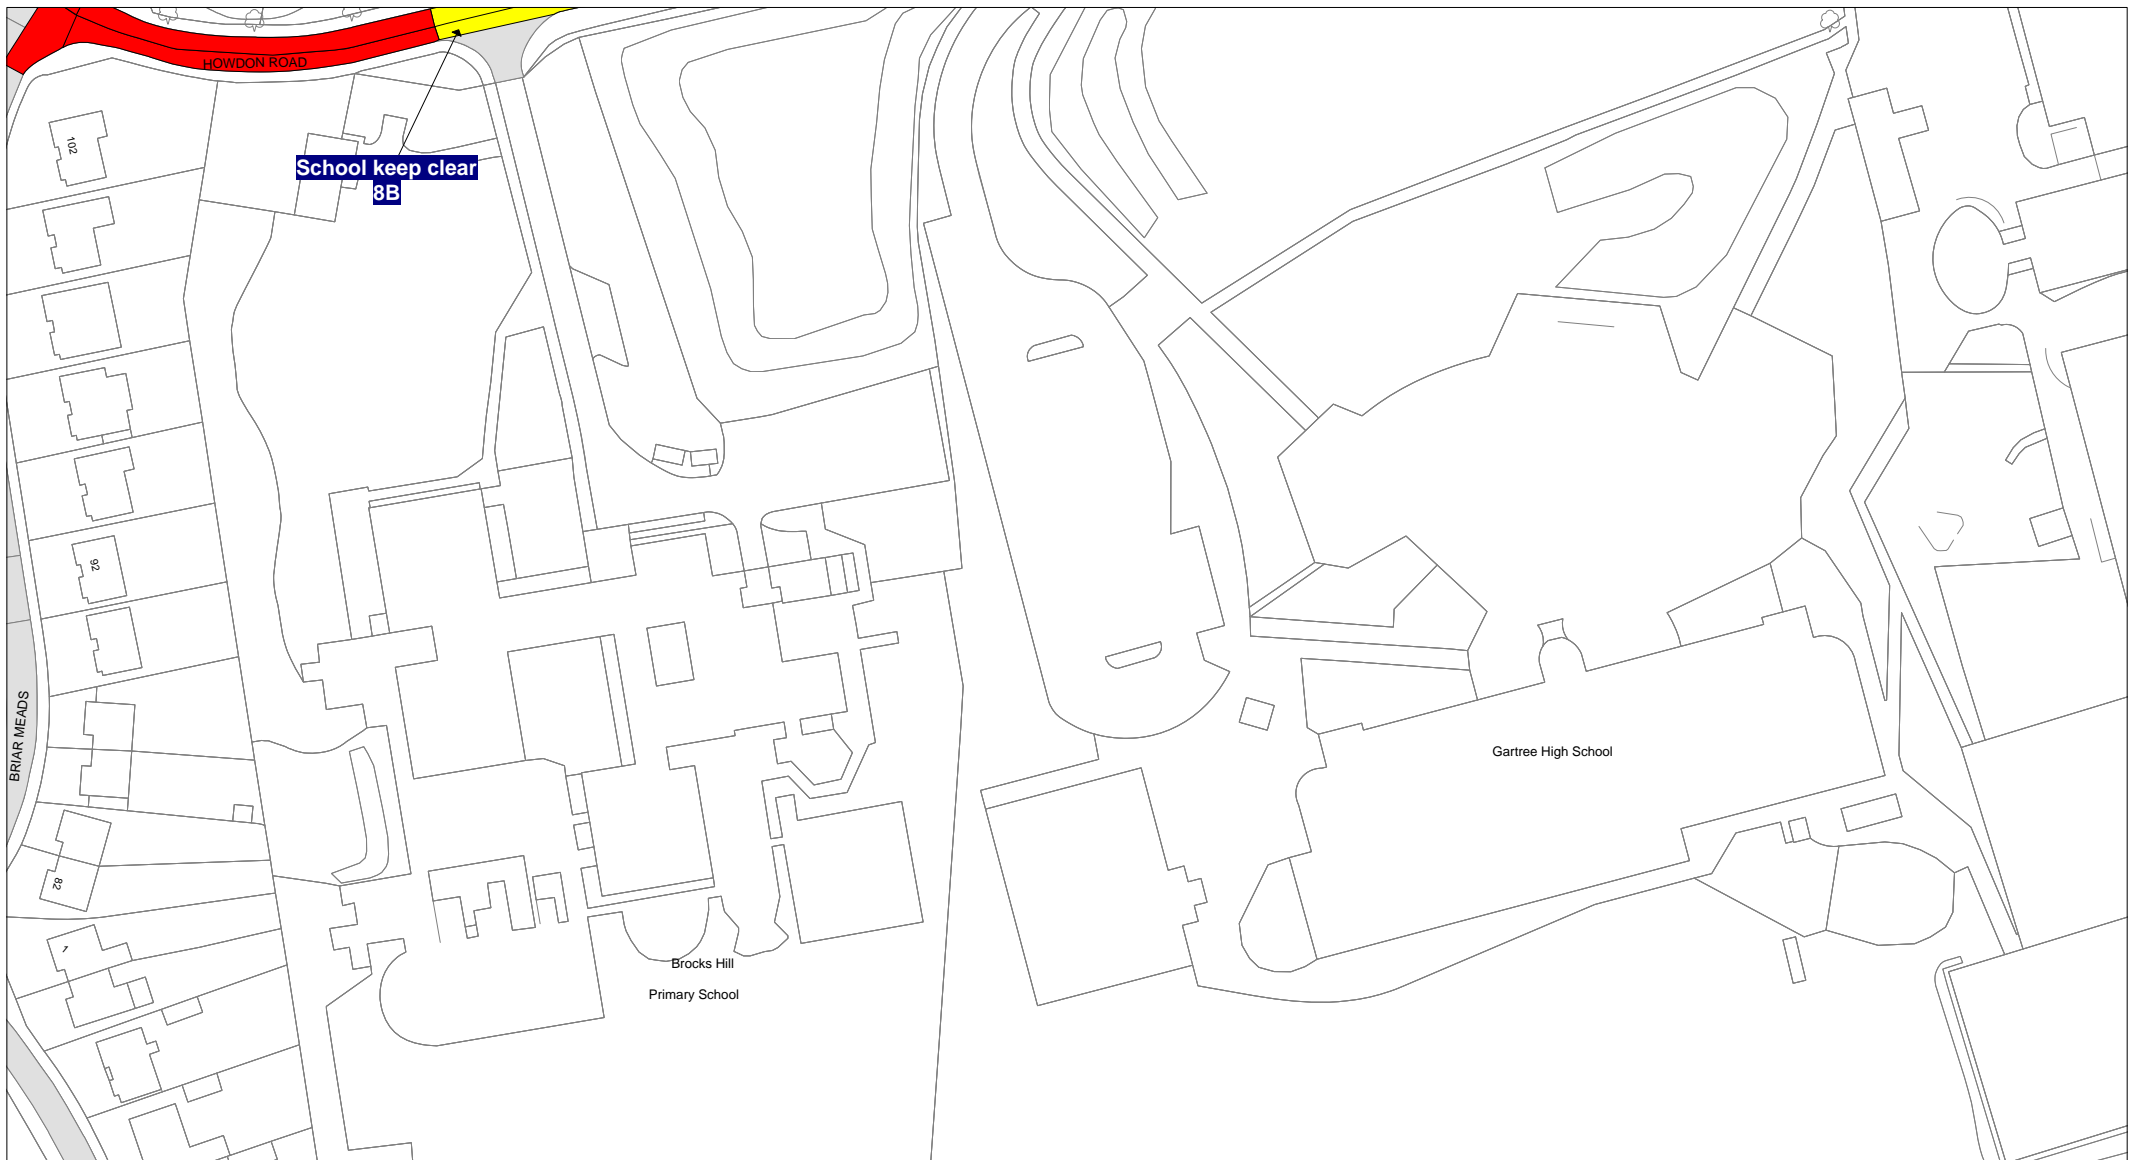 HOWDON ROAD
102
School keep clear
8B
92
BRIAR MEADS
Gartree High School
82
1
Brocks Hill
Primary School